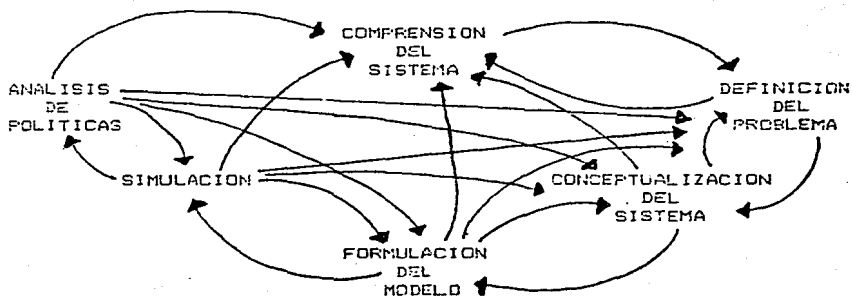 COMPRENSION
DEL
SISTEMA
ANALISIS
DE
POLITICAS
DEFINICION
DEL
PROBLEMA
SIMULACION
CONCEPTUALIZACION
DEL
SISTEMA
FORMULACION
DEL
MODELO